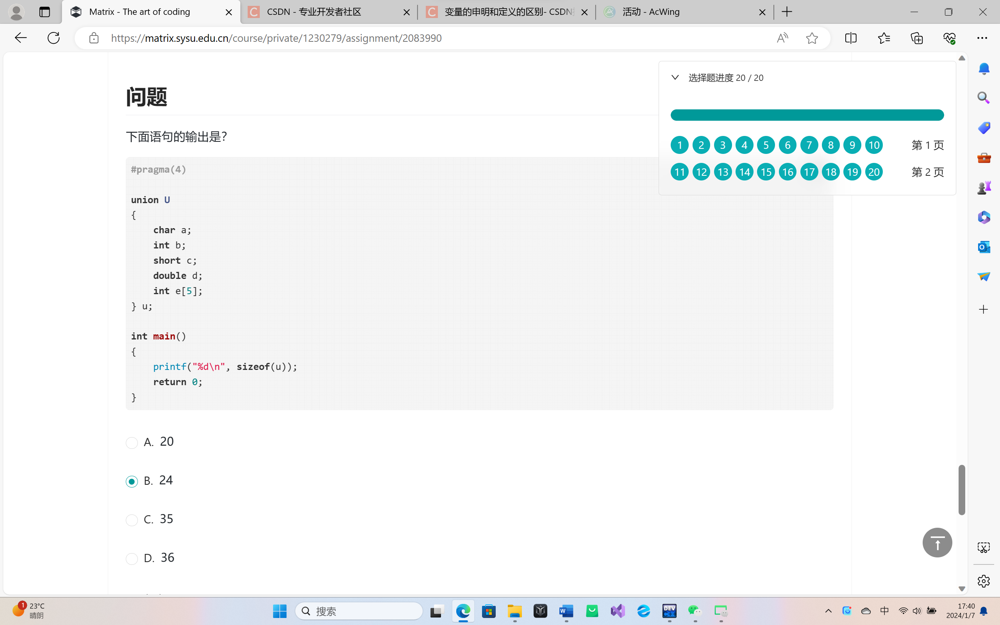 Matrix - The art of coding
CSDN - 专业开发者社区
变量的申明和定义的区别- CSDN
活动 - AcWing
https://matrix.sysu.edu.cn/course/private/1230279/assignment/2083990
选择题进度 20 / 20
1 2 3 4 5 6 7 8 9 10 第 1 页
11 12 13 14 15 16 17 18 19 20 第 2 页
问题
下面语句的输出是?
#pragma(4)
union U
{
    char a;
    int b;
    short c;
    double d;
    int e[5];
} u;
int main()
{
    printf("%d\n", sizeof(u));
    return 0;
}
A. 20
B. 24
C. 35
D. 36
1
23°C
晴朗
搜索
DEV
C++
中
17:40
2024/1/7